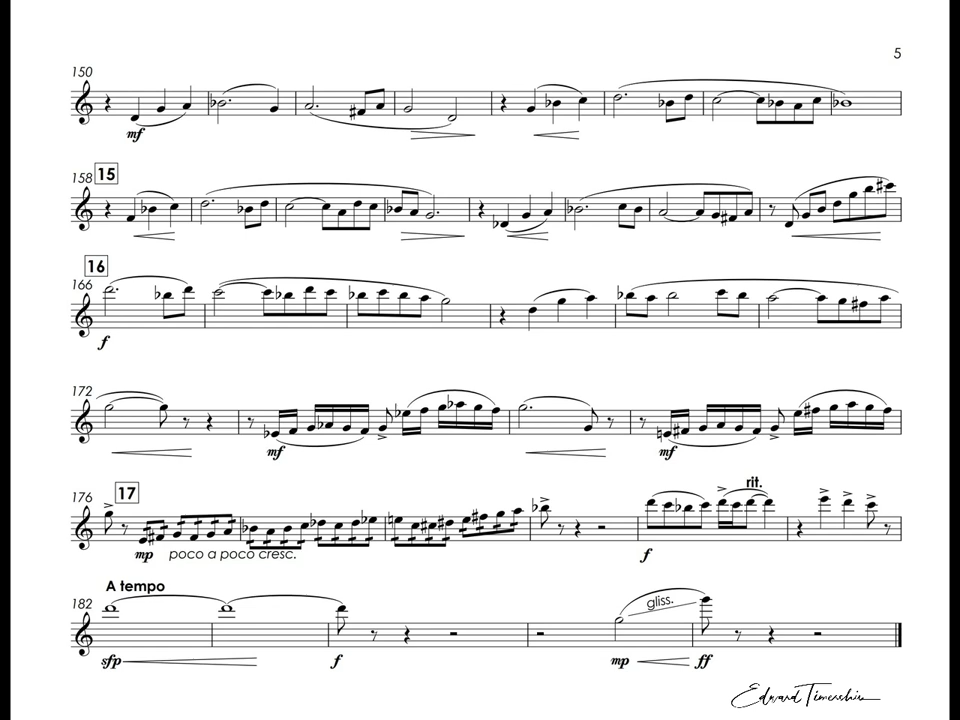 5
150
mf
158 15
16
166
f
172
mf mf
176 17 rit.
mp poco a poco cresc. f
A tempo
182 gliss.
sfp f mp ff
Edward Timershin